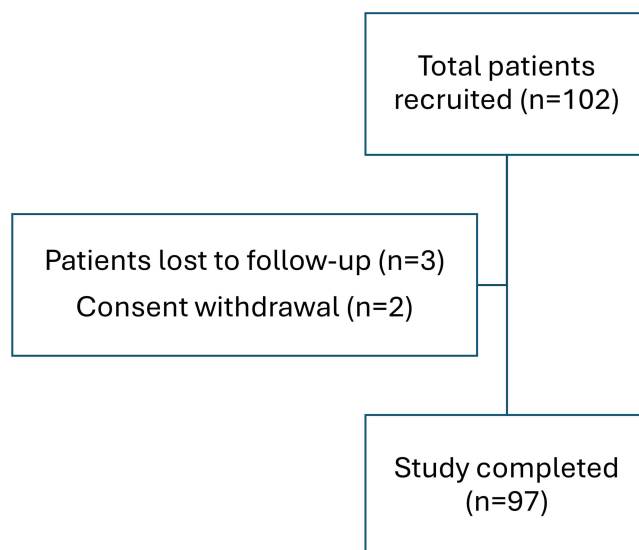 Total patients
recruited (n=102)
Patients lost to follow-up (n=3)
Consent withdrawal (n=2)
Study completed
(n=97)